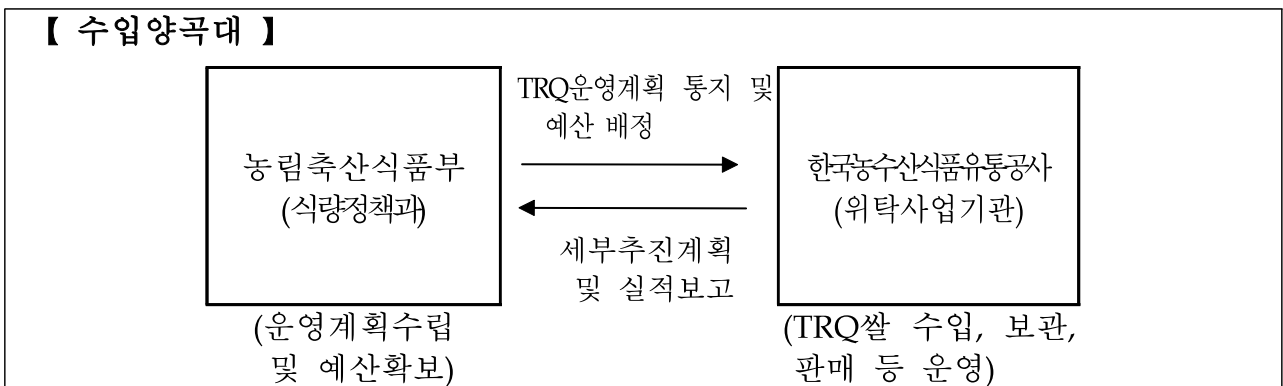 【 수입양곡대 】
TRQ운영계획 통지 및
예산 배정
농림축산식품부
(식량정책과)
한국농수산식품유통공사
(위탁사업기관)
세부추진계획
및 실적보고
(운영계획수립
및 예산확보)
(TRQ쌀 수입, 보관,
판매 등 운영)